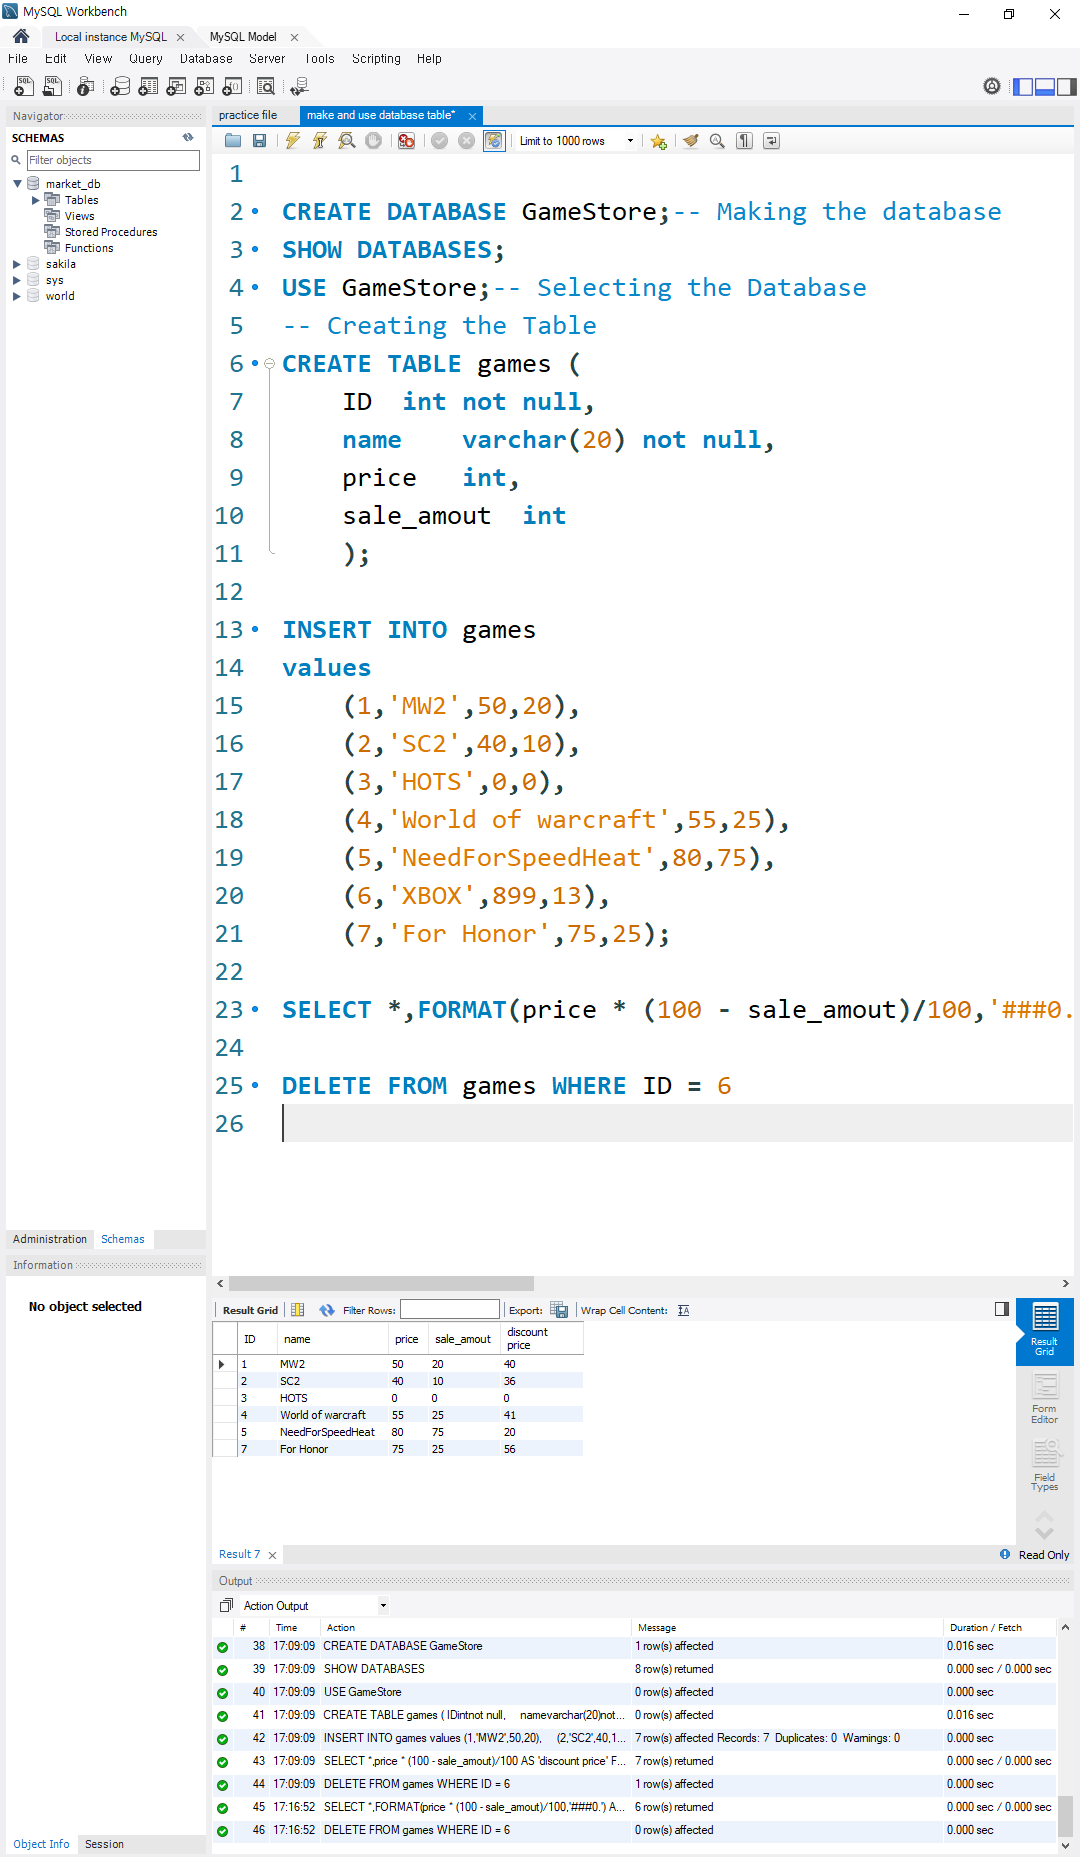 MySQL Workbench
Local instance MySQL
MySQL Model
File Edit View Query Database Server Tools Scripting Help
Navigator
practice file
make and use database table*
SCHEMAS
Limit to 1000 rows
Filter objects
market_db
Tables
Views
Stored Procedures
Functions
sakila
sys
world
1
2 CREATE DATABASE GameStore;-- Making the database
3 SHOW DATABASES;
4 USE GameStore;-- Selecting the Database
5 -- Creating the Table
6 CREATE TABLE games (
7 ID int not null,
8 name varchar(20) not null,
9 price int,
10 sale_amout int
11 );
12
13 INSERT INTO games
14 values
15 (1,'MW2',50,20),
16 (2,'SC2',40,10),
17 (3,'HOTS',0,0),
18 (4,'World of warcraft',55,25),
19 (5,'NeedForSpeedHeat',80,75),
20 (6,'XBOX',899,13),
21 (7,'For Honor',75,25);
22
23 SELECT *,FORMAT(price * (100 - sale_amout)/100,'###0.
24
25 DELETE FROM games WHERE ID = 6
26
Administration Schemas
Information
No object selected
Result Grid Filter Rows: Export: Wrap Cell Content:
ID name price sale_amout discount price
1 MW2 50 20 40
2 SC2 40 10 36
3 HOTS 0 0 0
4 World of warcraft 55 25 41
5 NeedForSpeedHeat 80 75 20
7 For Honor 75 25 56
Result Grid
Form Editor
Field Types
Result 7
Read Only
Output
Action Output
# Time Action Message Duration / Fetch
38 17:09:09 CREATE DATABASE GameStore 1 row(s) affected 0.016 sec
39 17:09:09 SHOW DATABASES 8 row(s) returned 0.000 sec / 0.000 sec
40 17:09:09 USE GameStore 0 row(s) affected 0.000 sec
41 17:09:09 CREATE TABLE games ( IDintnot null, namevarchar(20)not... 0 row(s) affected 0.016 sec
42 17:09:09 INSERT INTO games values (1,'MW2',50,20), (2,'SC2',40,1... 7 row(s) affected Records: 7 Duplicates: 0 Warnings: 0 0.000 sec
43 17:09:09 SELECT *,price * (100 - sale_amout)/100 AS 'discount price' F... 7 row(s) returned 0.000 sec / 0.000 sec
44 17:09:09 DELETE FROM games WHERE ID = 6 1 row(s) affected 0.000 sec
45 17:16:52 SELECT *,FORMAT(price * (100 - sale_amout)/100,'###0.') A... 6 row(s) returned 0.000 sec / 0.000 sec
46 17:16:52 DELETE FROM games WHERE ID = 6 0 row(s) affected 0.000 sec
Object Info Session